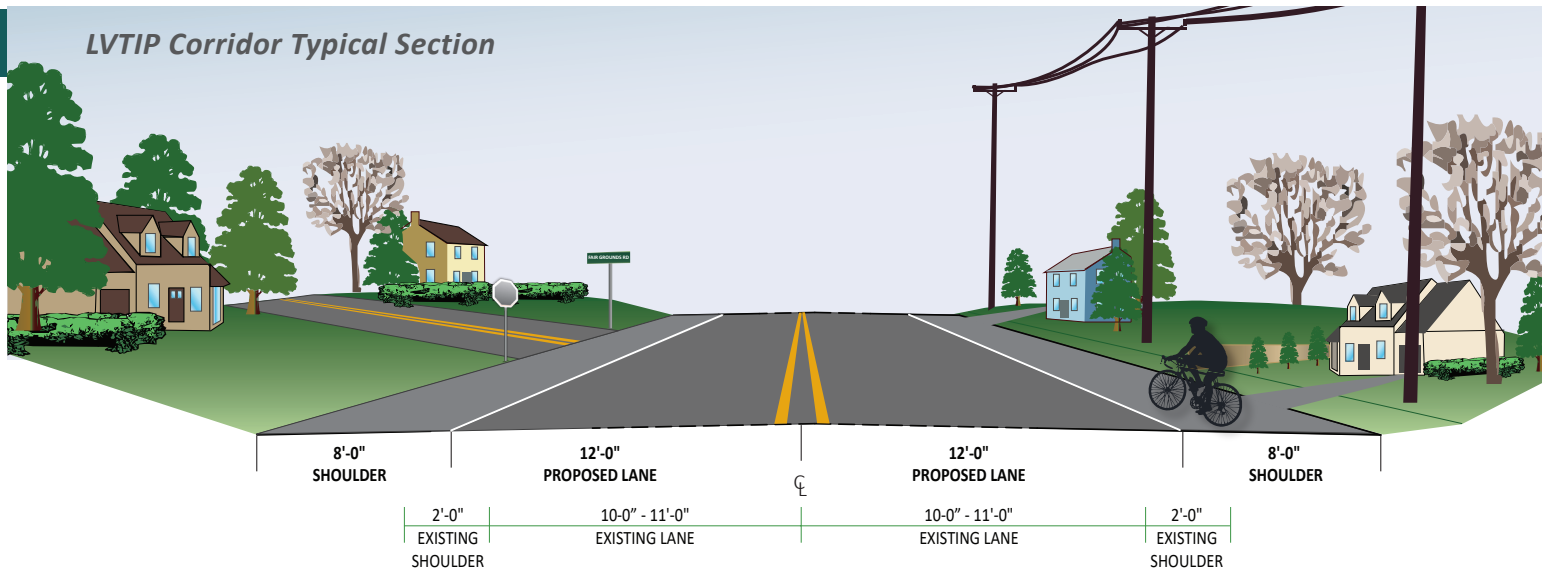 LVTIP Corridor Typical Section
FAIR GROUNDS RD
8'-0"
SHOULDER
12'-0"
PROPOSED LANE
℄
12'-0"
PROPOSED LANE
8'-0"
SHOULDER
2'-0"
EXISTING
SHOULDER
10-0” - 11'-0"
EXISTING LANE
10-0” - 11'-0"
EXISTING LANE
2'-0"
EXISTING
SHOULDER